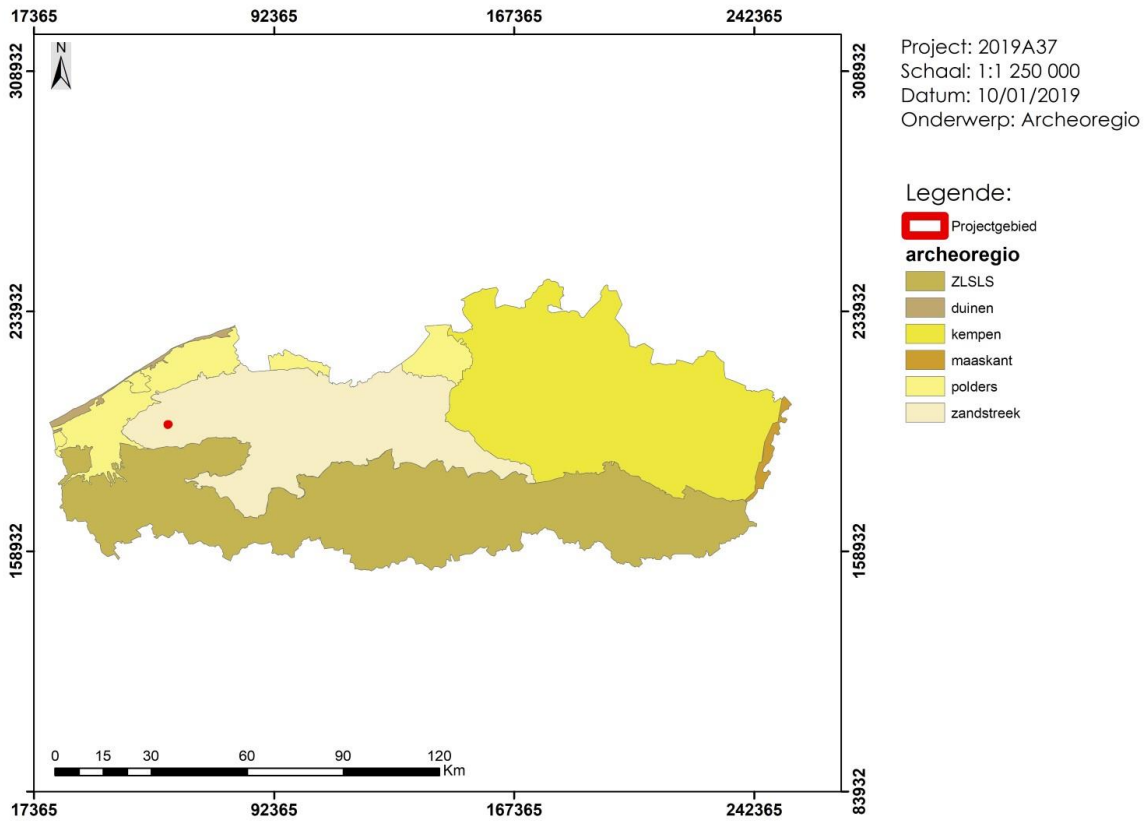 17365 92365 167365 242365
N
308932 308932
233932 233932
158932 158932
83932
0 15 30 60 90 120
Km
17365 92365 167365 242365
Project: 2019A37
Schaal: 1:1 250 000
Datum: 10/01/2019
Onderwerp: Archeoregio
Legende:
Projectgebied
archeoregio
ZLSLS
duinen
kempen
maaskant
polders
zandstreek